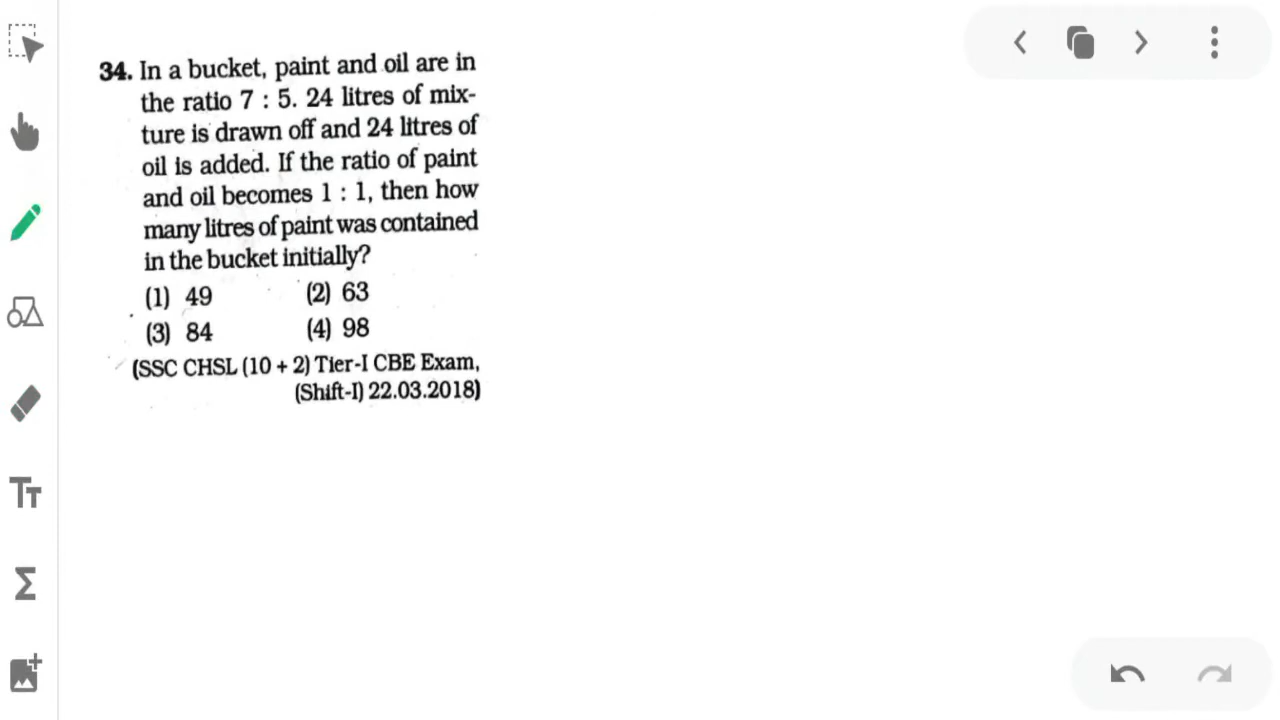 34. In a bucket, paint and oil are in
the ratio 7 : 5. 24 litres of mix-
ture is drawn off and 24 litres of
oil is added. If the ratio of paint
and oil becomes 1 : 1, then how
many litres of paint was contained
in the bucket initially?
(1) 49 (2) 63
(3) 84 (4) 98
(SSC CHSL (10 + 2) Tier-I CBE Exam,
(Shift-I) 22.03.2018)
TT
Σ